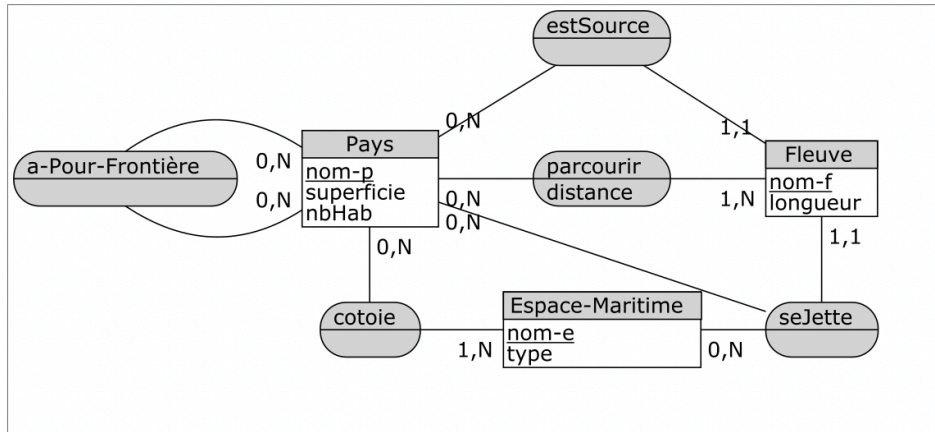 estSource
0,N
1,1
a-Pour-Frontière
0,N
0,N
Pays
nom-p
superficie
nbHab
0,N
0,N
parcourir
distance
1,N
Fleuve
nom-f
longueur
1,1
0,N
cotoie
1,N
Espace-Maritime
nom-e
type
0,N
seJette